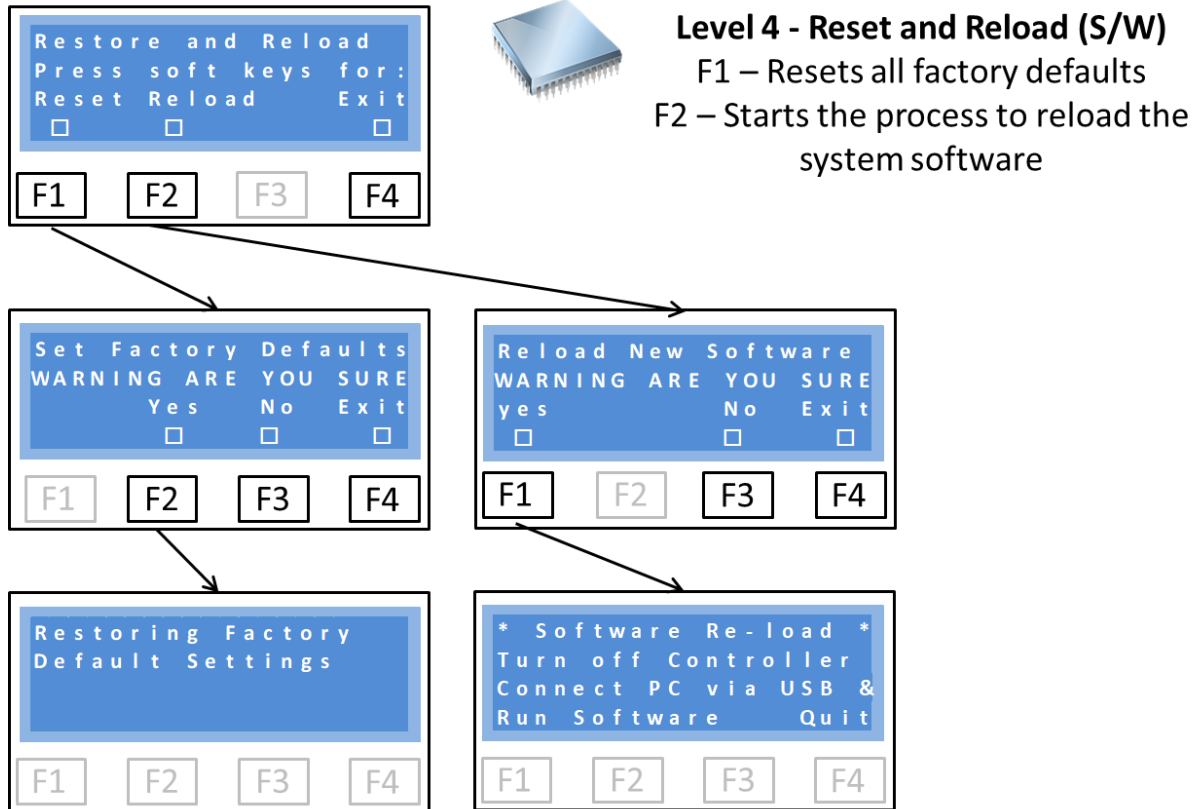 Restore and Reload
Press soft keys for:
Reset Reload Exit
F1 F2 F3 F4
Level 4 - Reset and Reload (S/W)
F1 – Resets all factory defaults
F2 – Starts the process to reload the
system software
Set Factory Defaults
WARNING ARE YOU SURE
Yes No Exit
F1 F2 F3 F4
Reload New Software
WARNING ARE YOU SURE
yes No Exit
F1 F2 F3 F4
Restoring Factory
Default Settings
F1 F2 F3 F4
* Software Re-load *
Turn off Controller
Connect PC via USB &
Run Software Quit
F1 F2 F3 F4